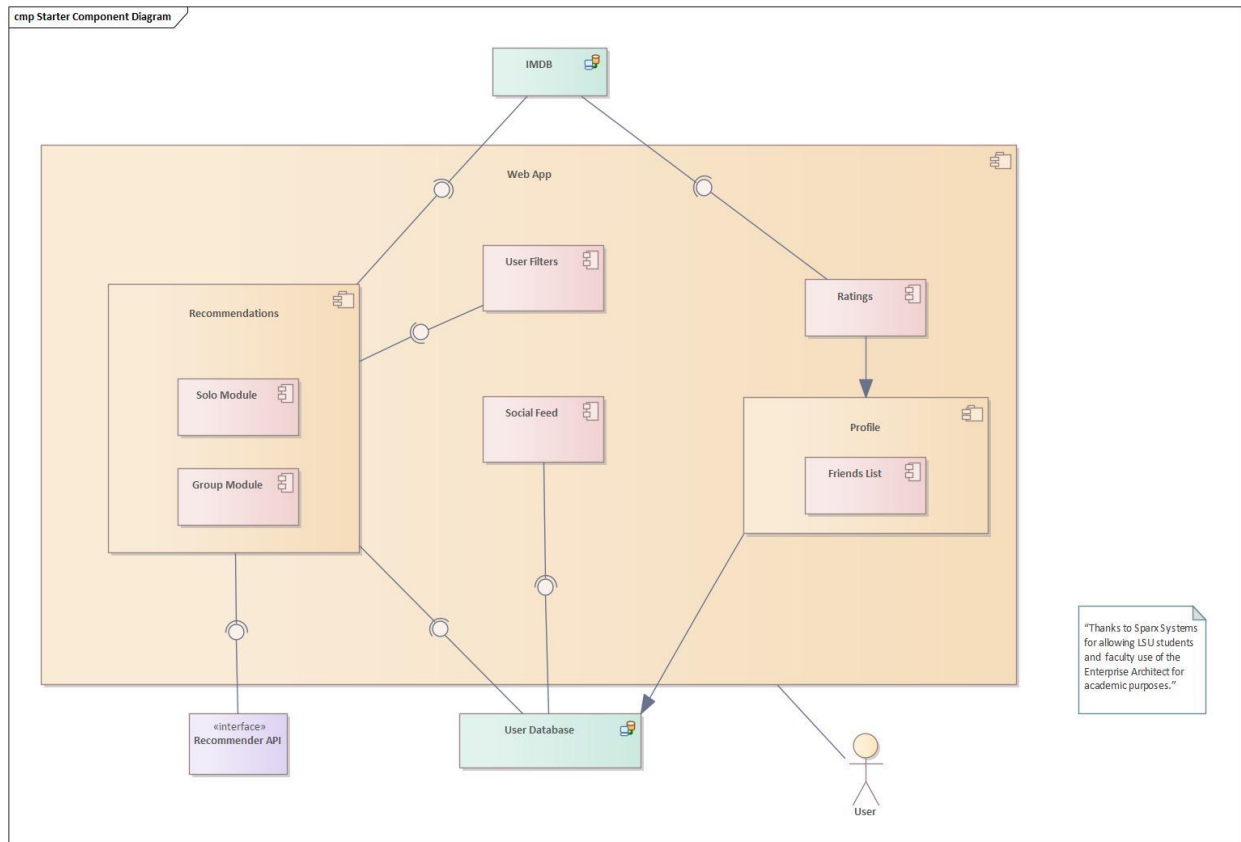 cmp Starter Component Diagram
IMDB
Web App
User Filters
Recommendations
Ratings
Solo Module
Social Feed
Profile
Group Module
Friends List
“Thanks to Sparx Systems
for allowing LSU students
and faculty use of the
Enterprise Architect for
academic purposes.”
«interface»
Recommender API
User Database
User